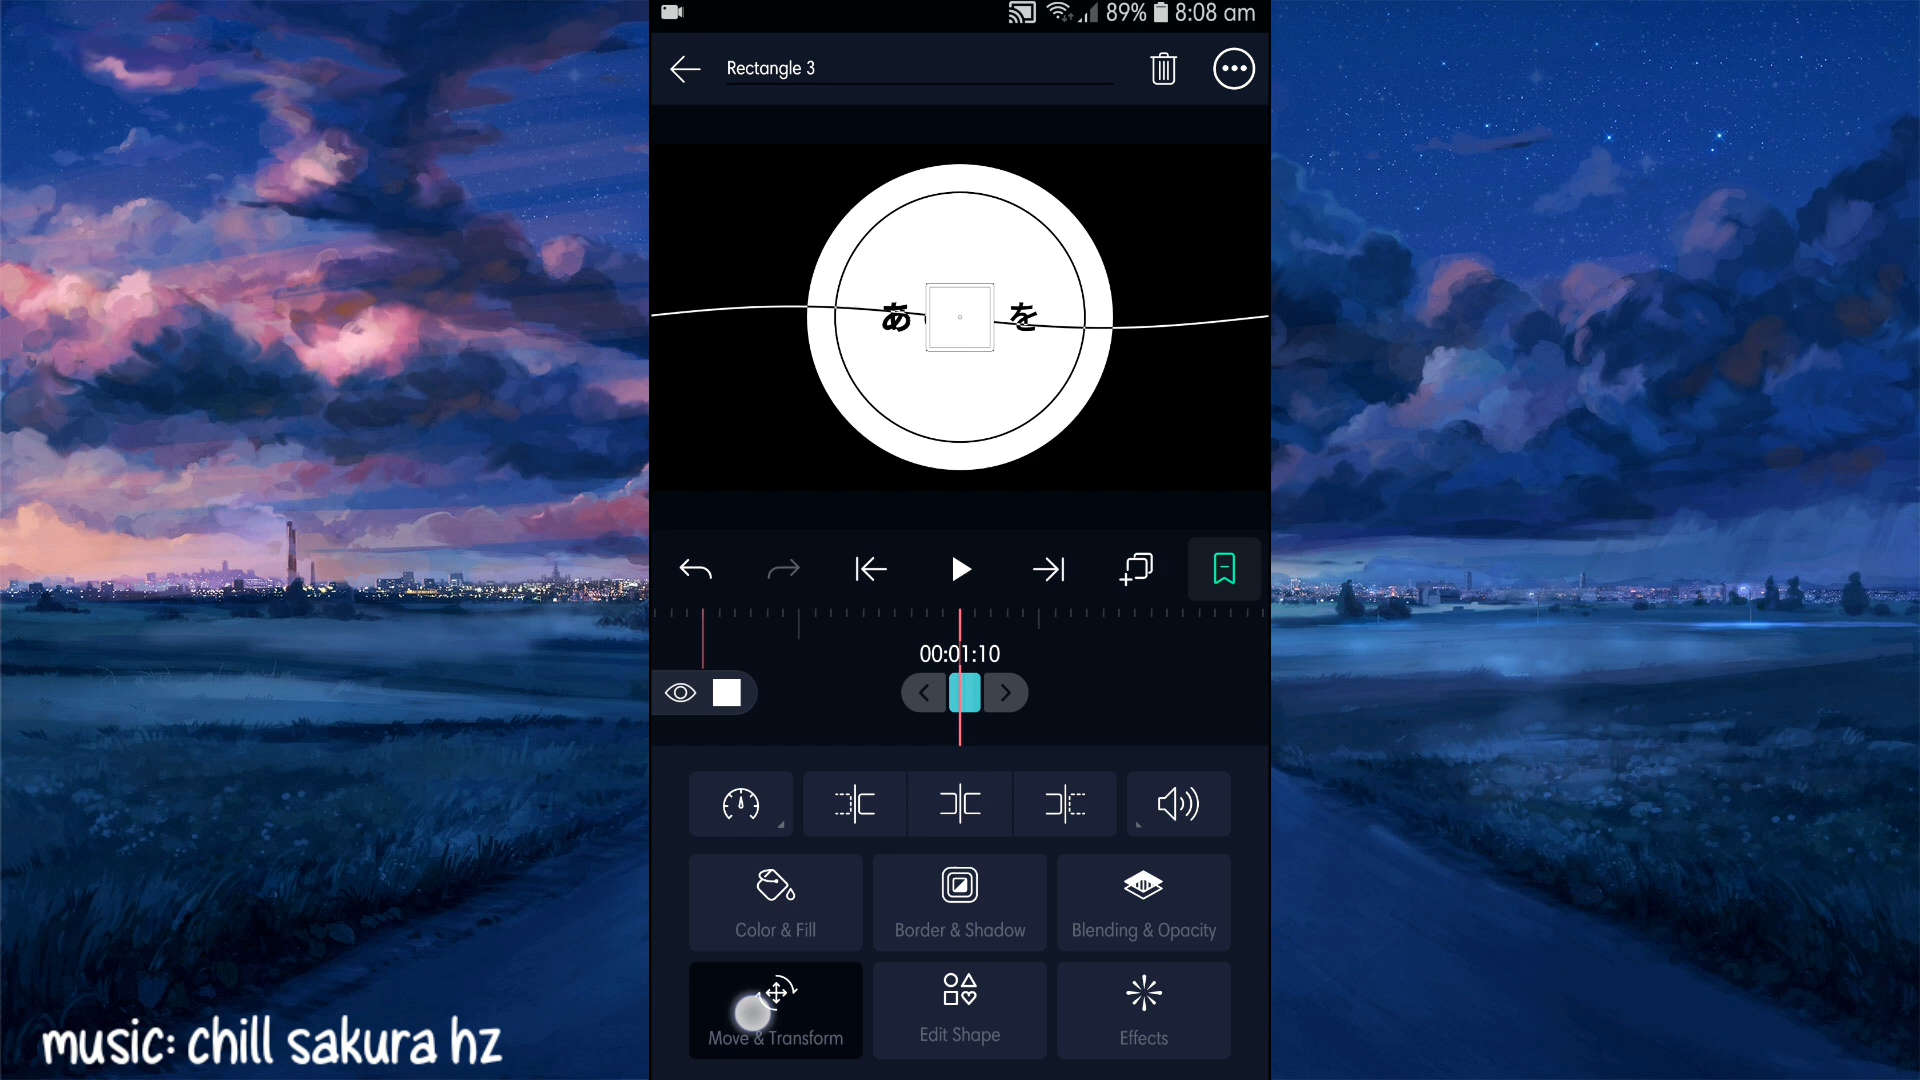 89% 8:08 am
Rectangle 3
あ を
00:01:10
Color & Fill
Border & Shadow
Blending & Opacity
Move & Transform
Edit Shape
Effects
music: chill sakura hz